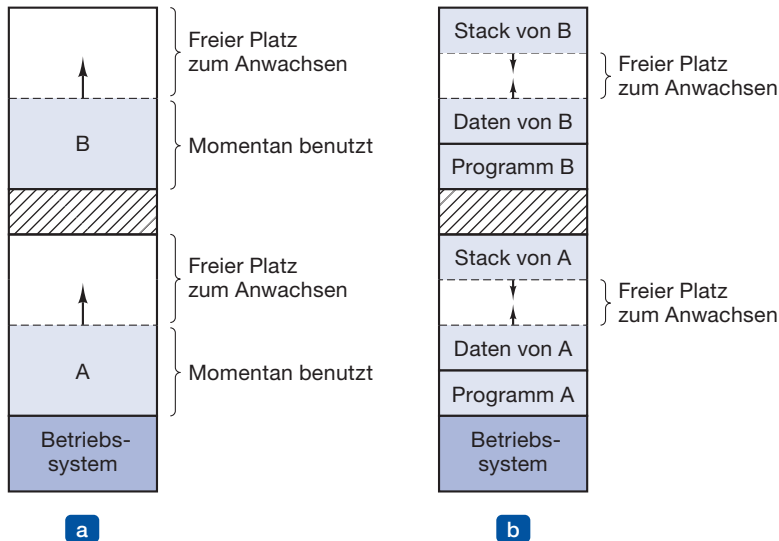 Freier Platz
zum Anwachsen
B
Momentan benutzt
Freier Platz
zum Anwachsen
A
Momentan benutzt
Betriebs-
system
a
Stack von B
Freier Platz
zum Anwachsen
Daten von B
Programm B
Stack von A
Freier Platz
zum Anwachsen
Daten von A
Programm A
Betriebs-
system
b